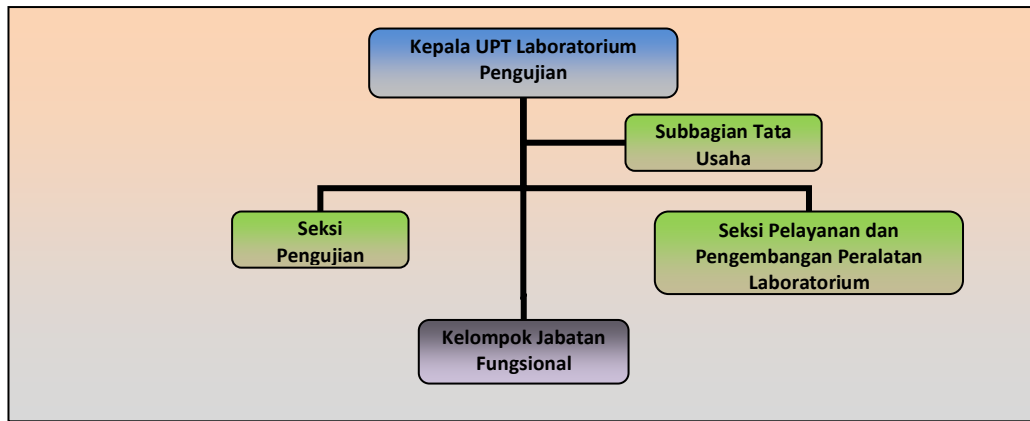 Kepala UPT Laboratorium
Pengujian
Subbagian Tata
Usaha
Seksi
Pengujian
Seksi Pelayanan dan
Pengembangan Peralatan
Laboratorium
Kelompok Jabatan
Fungsional